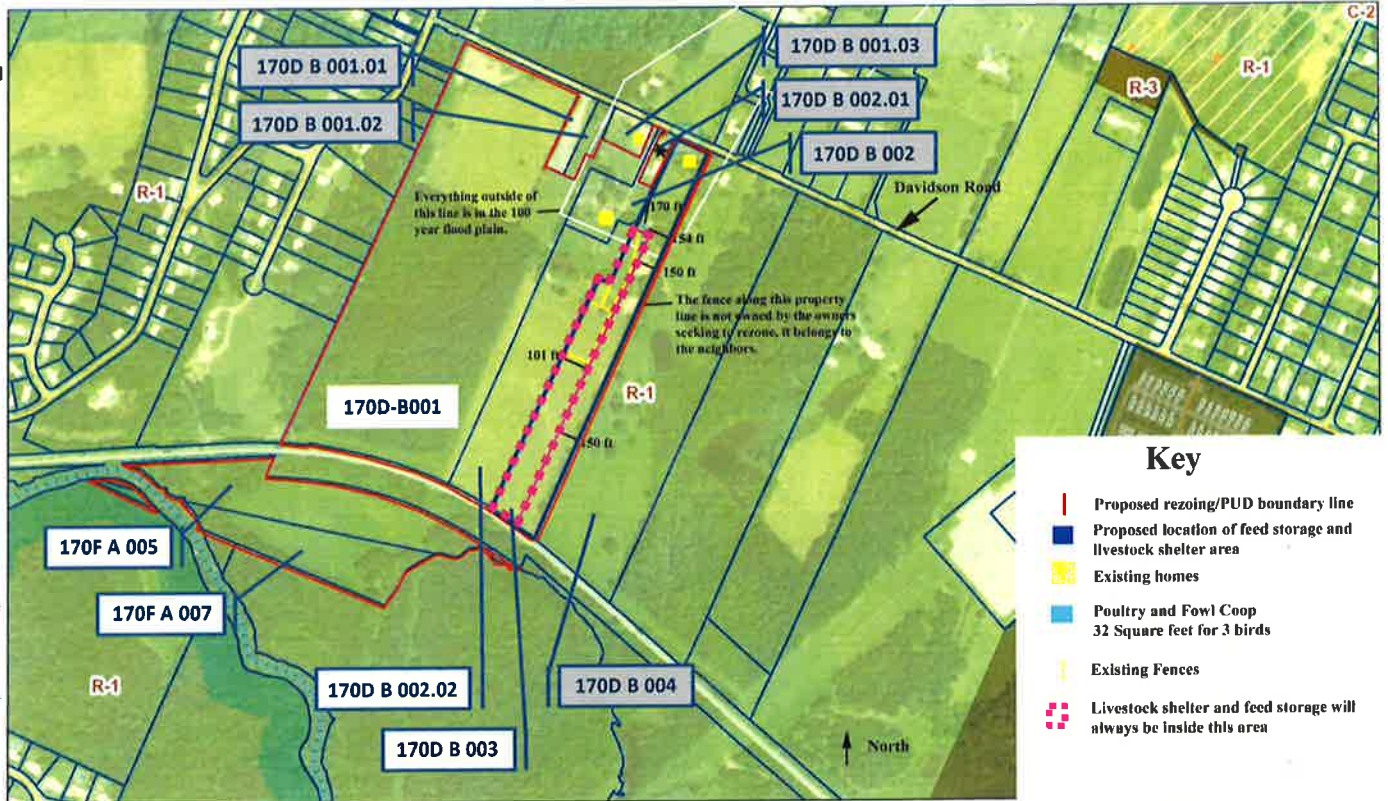 C-2
170D B 001.03
170D B 001.01
R-1
R-3
170D B 002.01
170D B 001.02
170D B 002
R-1
Davidson Road
Everything outside of
this line is in the 100
year flood plain.
170 ft
154 ft
150 ft
The fence along this property
line is not owned by the owners
seeking to rezone, it belong to
the neighbors.
101 ft
R-1
170D-B001
150 ft
Key
Proposed rezoing/PUD boundary line
Proposed location of feed storage and
livestock shelter area
Existing homes
Poultry and Fowl Coop
32 Square feet for 3 birds
Existing Fences
Livestock shelter and feed storage will
always be inside this area
170F A 005
170F A 007
R-1
170D B 002.02
170D B 004
170D B 003
North